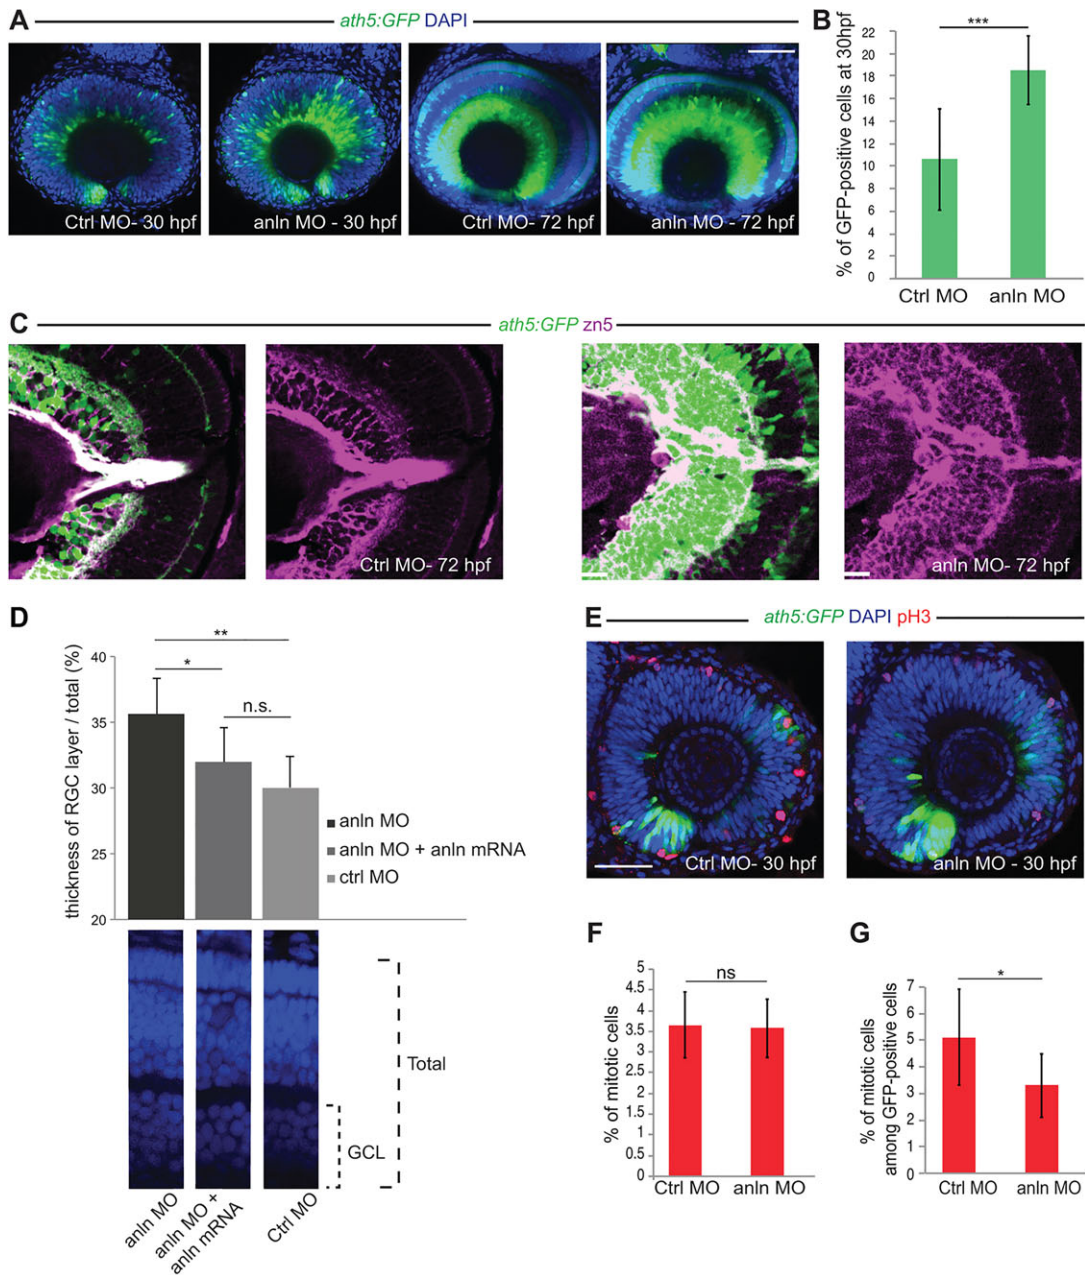 A
ath5:GFP DAPI
Ctrl MO- 30 hpf
anln MO - 30 hpf
Ctrl MO- 72 hpf
anln MO - 72 hpf
B
% of GFP-positive cells at 30hpf
***
22
20
18
16
14
12
10
8
6
4
2
0
Ctrl MO
anln MO
C
ath5:GFP zn5
Ctrl MO- 72 hpf
anln MO- 72 hpf
D
thickness of RGC layer / total (%)
**
*
n.s.
40
35
30
25
20
anln MO
anln MO + anln mRNA
ctrl MO
Total
GCL
anln MO
anln MO +
anln mRNA
Ctrl MO
E
ath5:GFP DAPI pH3
Ctrl MO- 30 hpf
anln MO - 30 hpf
F
% of mitotic cells
ns
5
4.5
4
3.5
3
2.5
2
1.5
1
0.5
0
Ctrl MO
anln MO
G
% of mitotic cells
among GFP-positive cells
*
7
6
5
4
3
2
1
0
Ctrl MO
anln MO